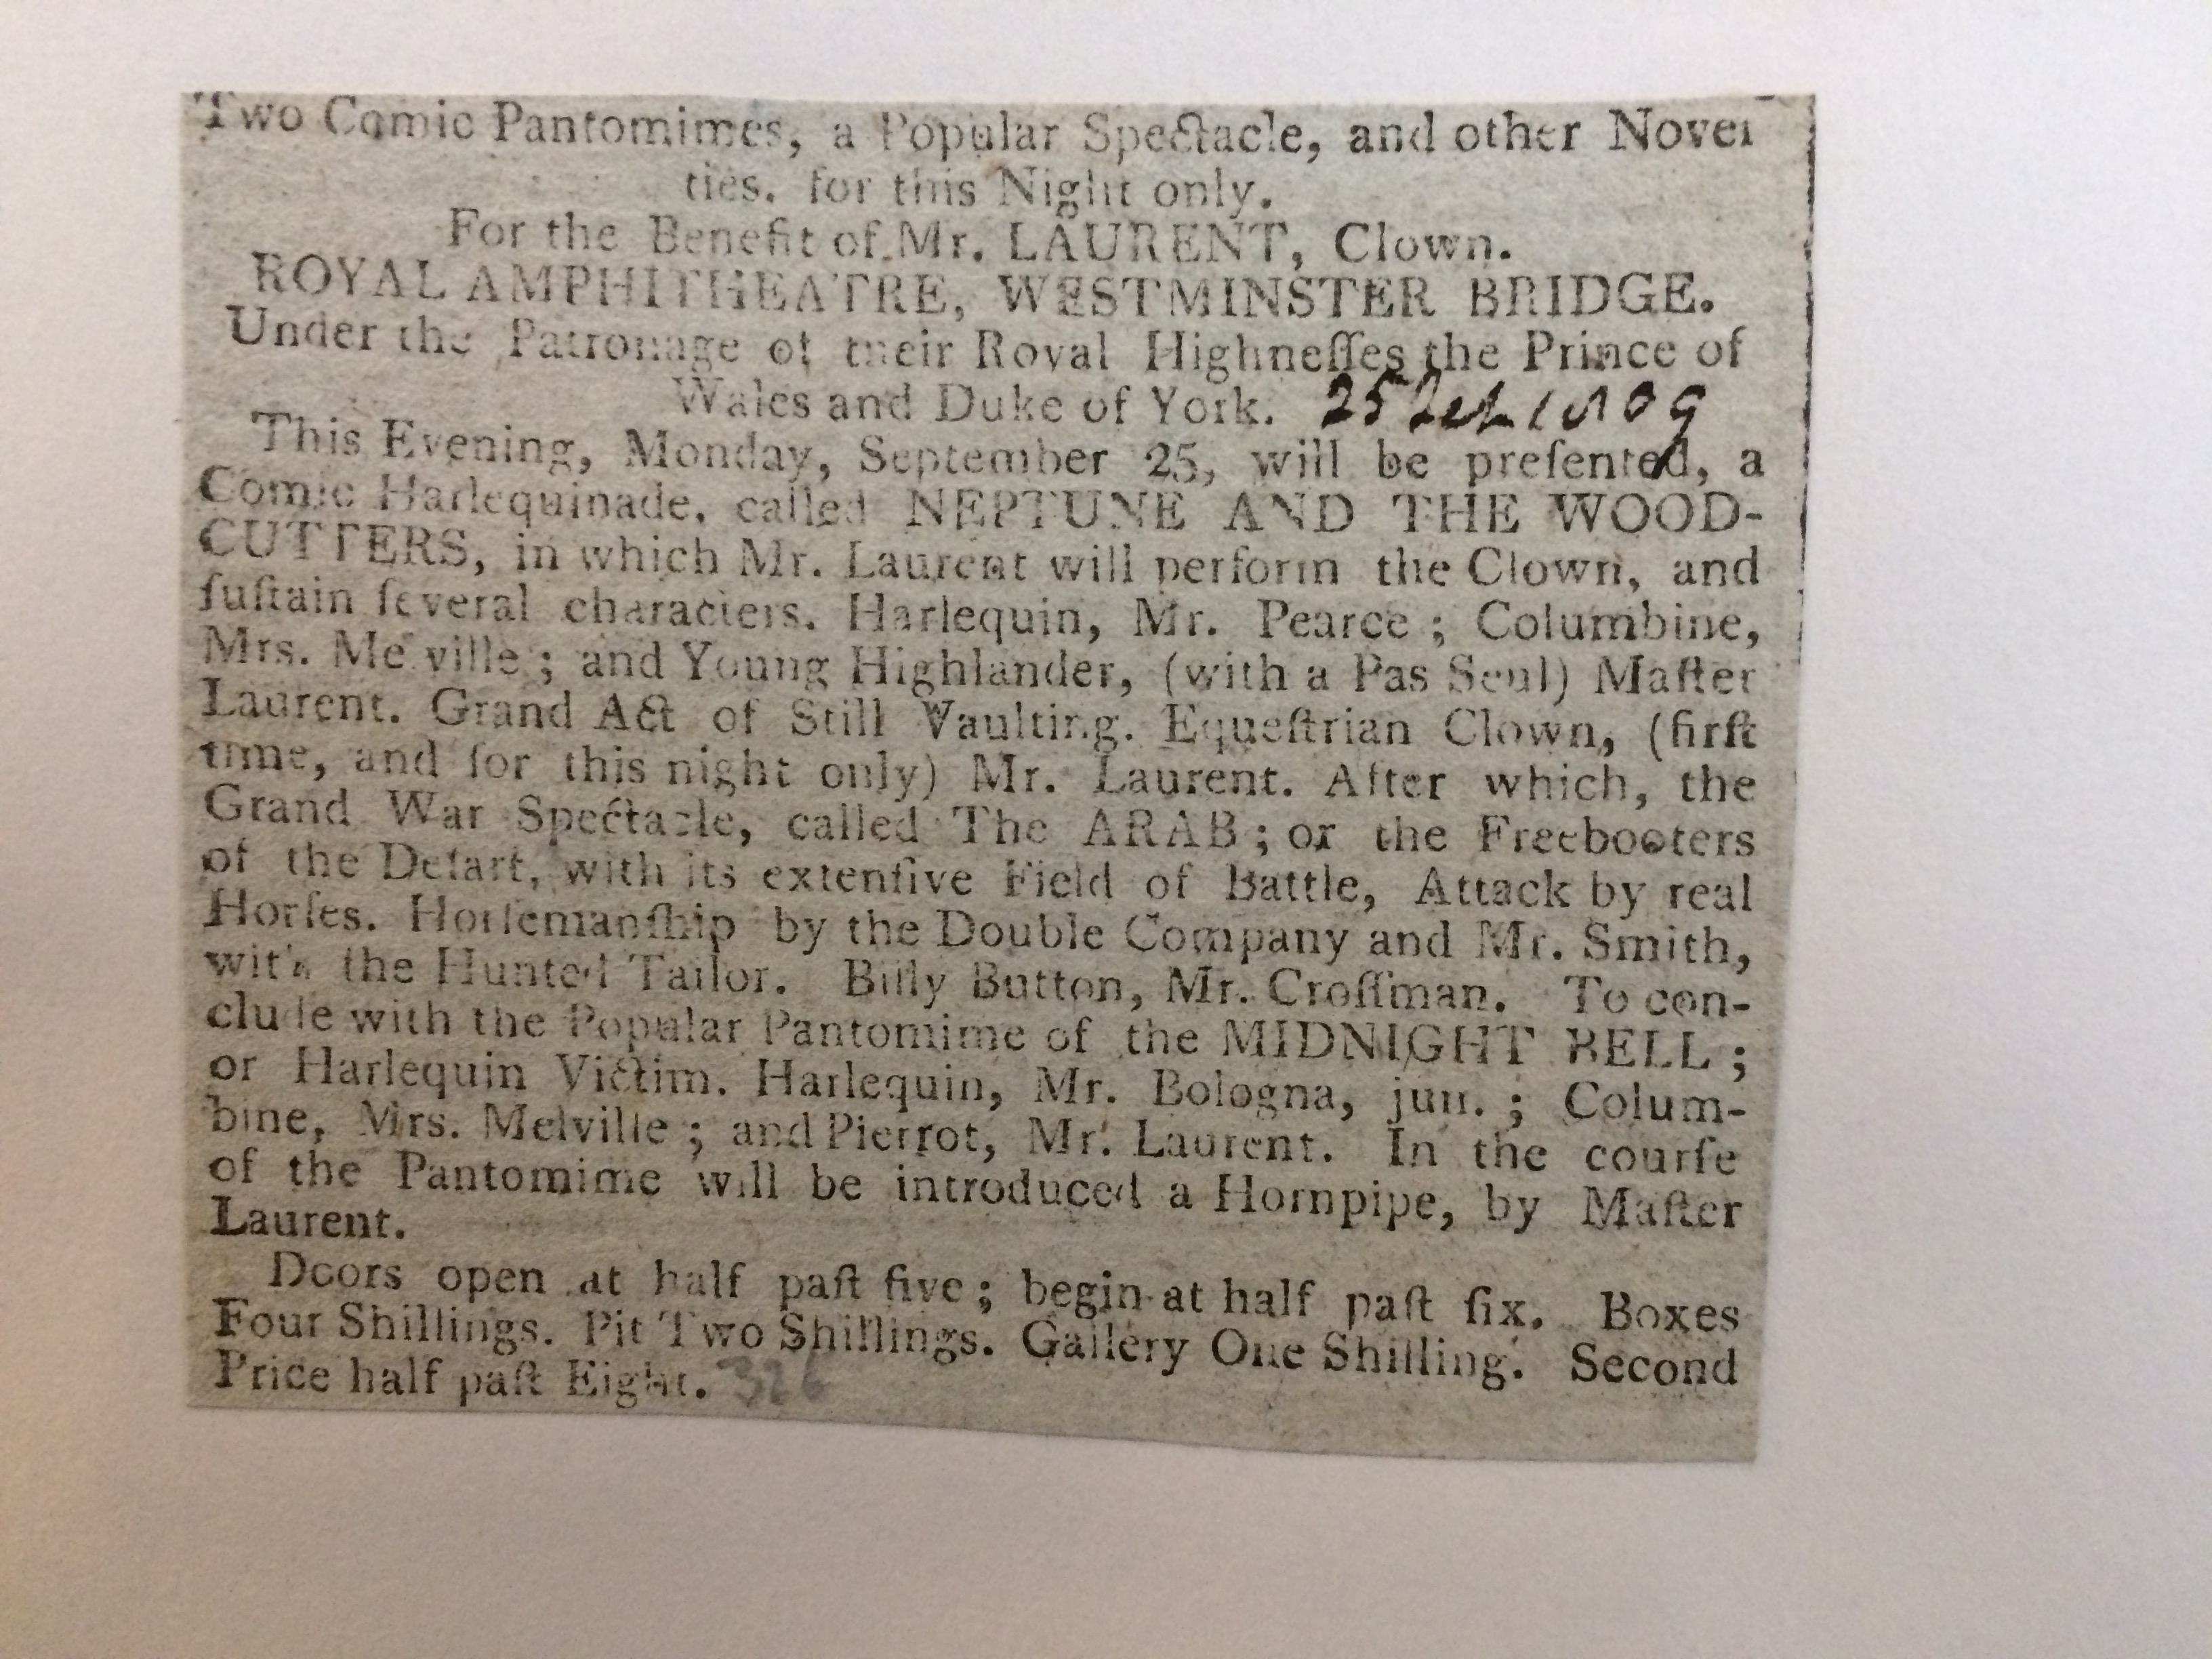 Two Comic Pantomimes, a Popular Spectacle, and other Novel
ties, for this Night only.
For the Benefit of Mr. LAURENT, Clown.
ROYAL AMPHITHEATRE, WESTMINSTER BRIDGE.
Under the Patronage of their Royal Highneſſes the Prince of
Wales and Duke of York. 25 Sep 1809
This Evening, Monday, September 25, will be preſented, a
Comic Harlequinade, called NEPTUNE AND THE WOOD-
CUTTERS, in which Mr. Laurent will perform the Clown, and
ſuſtain ſeveral characters. Harlequin, Mr. Pearce; Columbine,
Mrs. Melville; and Young Highlander, (with a Pas Seul) Maſter
Laurent. Grand Act of Still Vaulting. Equeſtrian Clown, (firſt
time, and for this night only) Mr. Laurent. After which, the
Grand War Spectacle, called The ARAB; or the Freebooters
of the Deſart, with its extenſive Field of Battle, Attack by real
Horſes. Horſemanſhip by the Double Company and Mr. Smith,
with the Hunted Tailor. Billy Button, Mr. Croſſman. To con-
clude with the Popular Pantomime of the MIDNIGHT BELL;
or Harlequin Victim. Harlequin, Mr. Bologna, jun.; Colum-
bine, Mrs. Melville; and Pierrot, Mr. Laurent. In the courſe
of the Pantomime will be introduced a Hornpipe, by Maſter
Laurent.
Doors open at half paſt five; begin at half paſt ſix. Boxes
Four Shillings. Pit Two Shillings. Gallery One Shilling. Second
Price half paſt Eight. 326